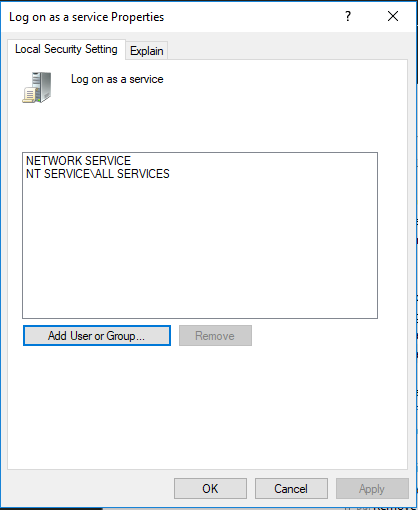 Log on as a service Properties
?
Local Security Setting
Explain
Log on as a service
NETWORK SERVICE
NT SERVICE\ALL SERVICES
Add User or Group...
Remove
OK
Cancel
Apply
Remove